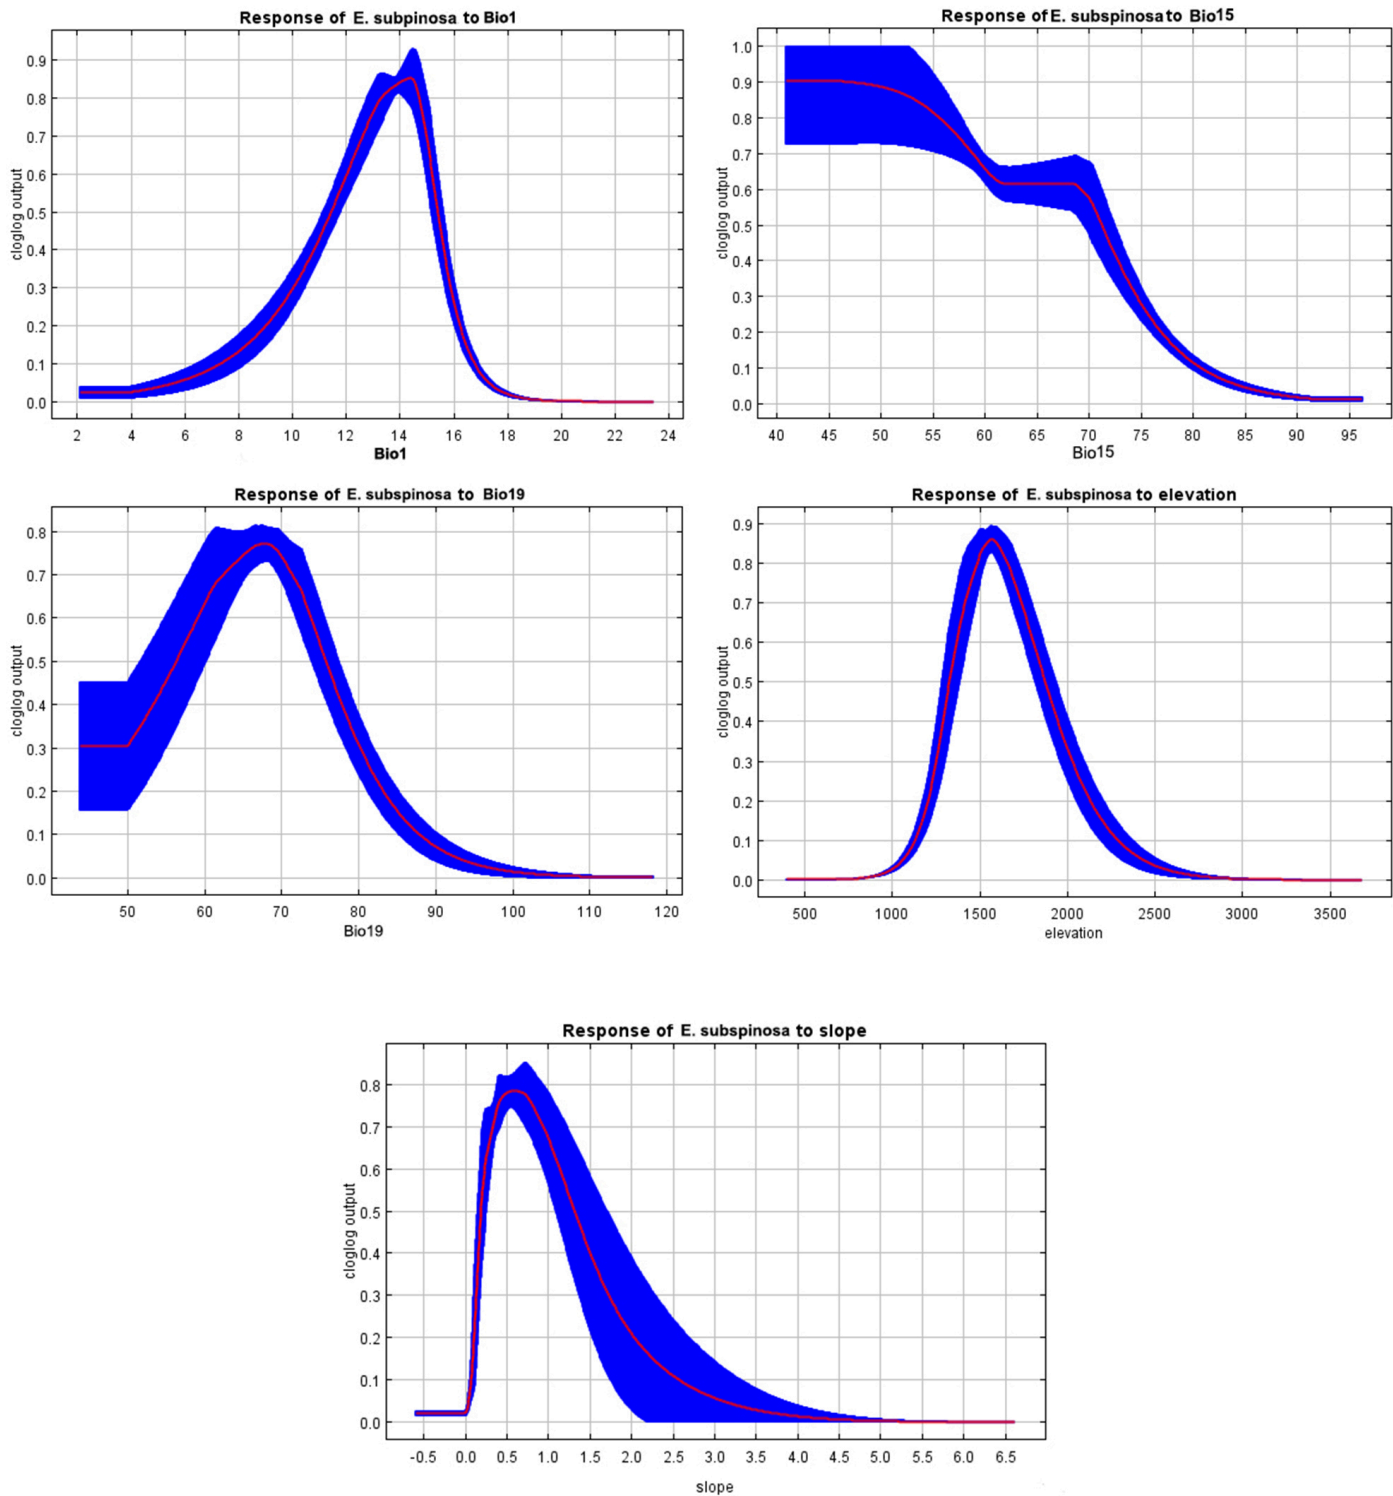 Response of E. subpinosa to Bio1
cloglog output
0.9
0.8
0.7
0.6
0.5
0.4
0.3
0.2
0.1
0.0
2 4 6 8 10 12 14 16 18 20 22 24
Bio1
Response of E. subspinosa to Bio15
cloglog output
1.0
0.9
0.8
0.7
0.6
0.5
0.4
0.3
0.2
0.1
0.0
40 45 50 55 60 65 70 75 80 85 90 95
Bio15
Response of E. subspinosa to Bio19
cloglog output
0.8
0.7
0.6
0.5
0.4
0.3
0.2
0.1
0.0
50 60 70 80 90 100 110 120
Bio19
Response of E. subspinosa to elevation
cloglog output
0.9
0.8
0.7
0.6
0.5
0.4
0.3
0.2
0.1
0.0
500 1000 1500 2000 2500 3000 3500
elevation
Response of E. subspinosa to slope
cloglog output
0.8
0.7
0.6
0.5
0.4
0.3
0.2
0.1
0.0
-0.5 0.0 0.5 1.0 1.5 2.0 2.5 3.0 3.5 4.0 4.5 5.0 5.5 6.0 6.5
slope